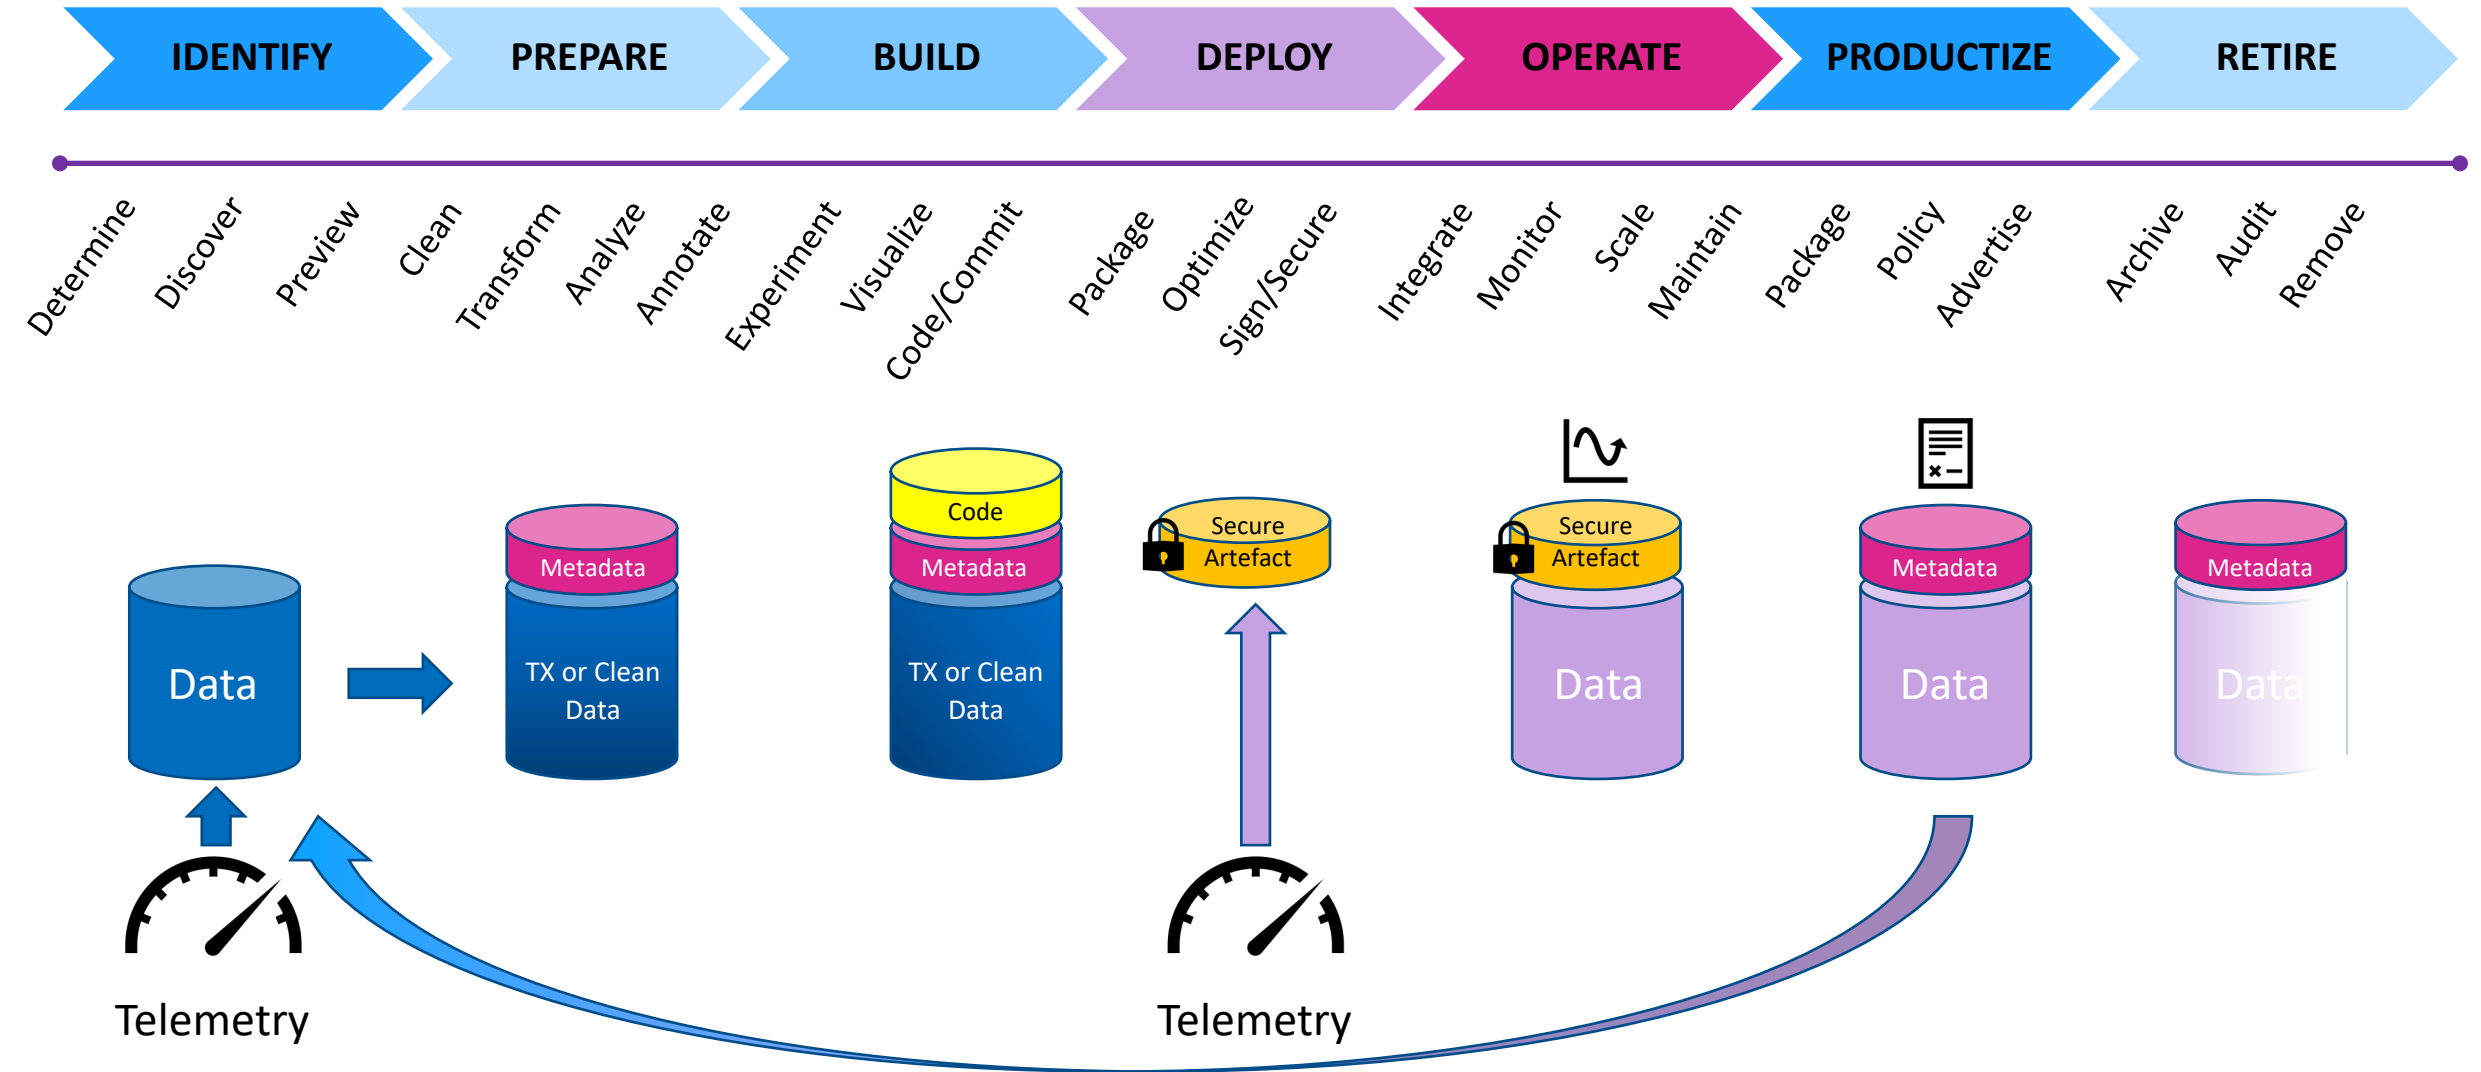 IDENTIFY
PREPARE
BUILD
DEPLOY
OPERATE
PRODUCTIZE
RETIRE
Determine
Discover
Preview
Clean
Transform
Analyze
Annotate
Experiment
Visualize
Code/Commit
Package
Optimize
Sign/Secure
Integrate
Monitor
Scale
Maintain
Package
Policy
Advertise
Archive
Audit
Remove
Data
Metadata
TX or Clean
Data
Code
Metadata
TX or Clean
Data
Secure
Artefact
Secure
Artefact
Data
Metadata
Data
Metadata
Data
Telemetry
Telemetry